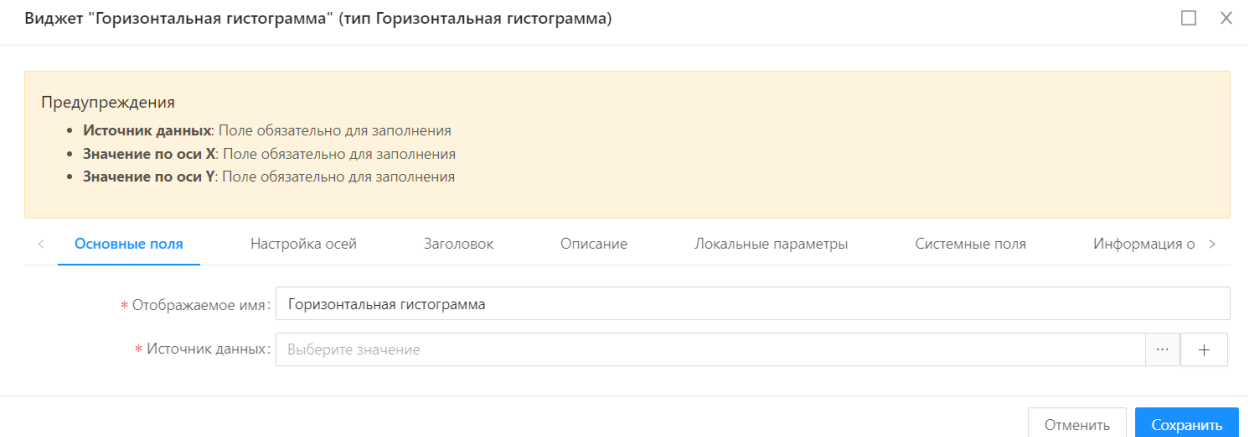 Виджет "Горизонтальная гистограмма" (тип Горизонтальная гистограмма)
Предупреждения
Источник данных: Поле обязательно для заполнения
Значение по оси X: Поле обязательно для заполнения
Значение по оси Y: Поле обязательно для заполнения
Основные поля Настройка осей Заголовок Описание Локальные параметры Системные поля Информация о
* Отображаемое имя: Горизонтальная гистограмма
* Источник данных: Выберите значение ... +
Отменить Сохранить